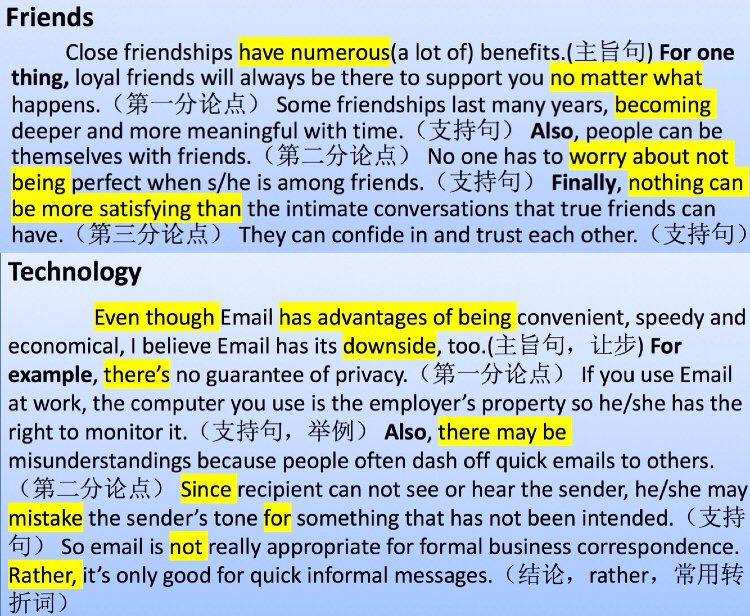 Friends
Close friendships have numerous(a lot of) benefits.(主旨句) For one
thing, loyal friends will always be there to support you no matter what
happens.（第一分论点） Some friendships last many years, becoming
deeper and more meaningful with time.（支持句） Also, people can be
themselves with friends.（第二分论点） No one has to worry about not
being perfect when s/he is among friends.（支持句） Finally, nothing can
be more satisfying than the intimate conversations that true friends can
have.（第三分论点） They can confide in and trust each other.（支持句）
Technology
Even though Email has advantages of being convenient, speedy and
economical, I believe Email has its downside, too.(主旨句，让步) For
example, there’s no guarantee of privacy.（第一分论点） If you use Email
at work, the computer you use is the employer’s property so he/she has the
right to monitor it.（支持句，举例） Also, there may be
misunderstandings because people often dash off quick emails to others.
（第二分论点） Since recipient can not see or hear the sender, he/she may
mistake the sender’s tone for something that has not been intended.（支持
句） So email is not really appropriate for formal business correspondence.
Rather, it’s only good for quick informal messages.（结论，rather，常用转
折词）